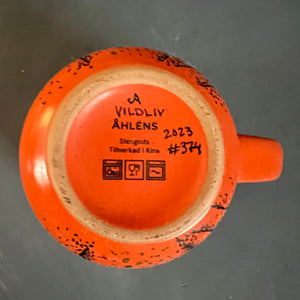 VILDLIV
ÅHLÉNS
2023
#374
Stengods
Tillverkad i Kina